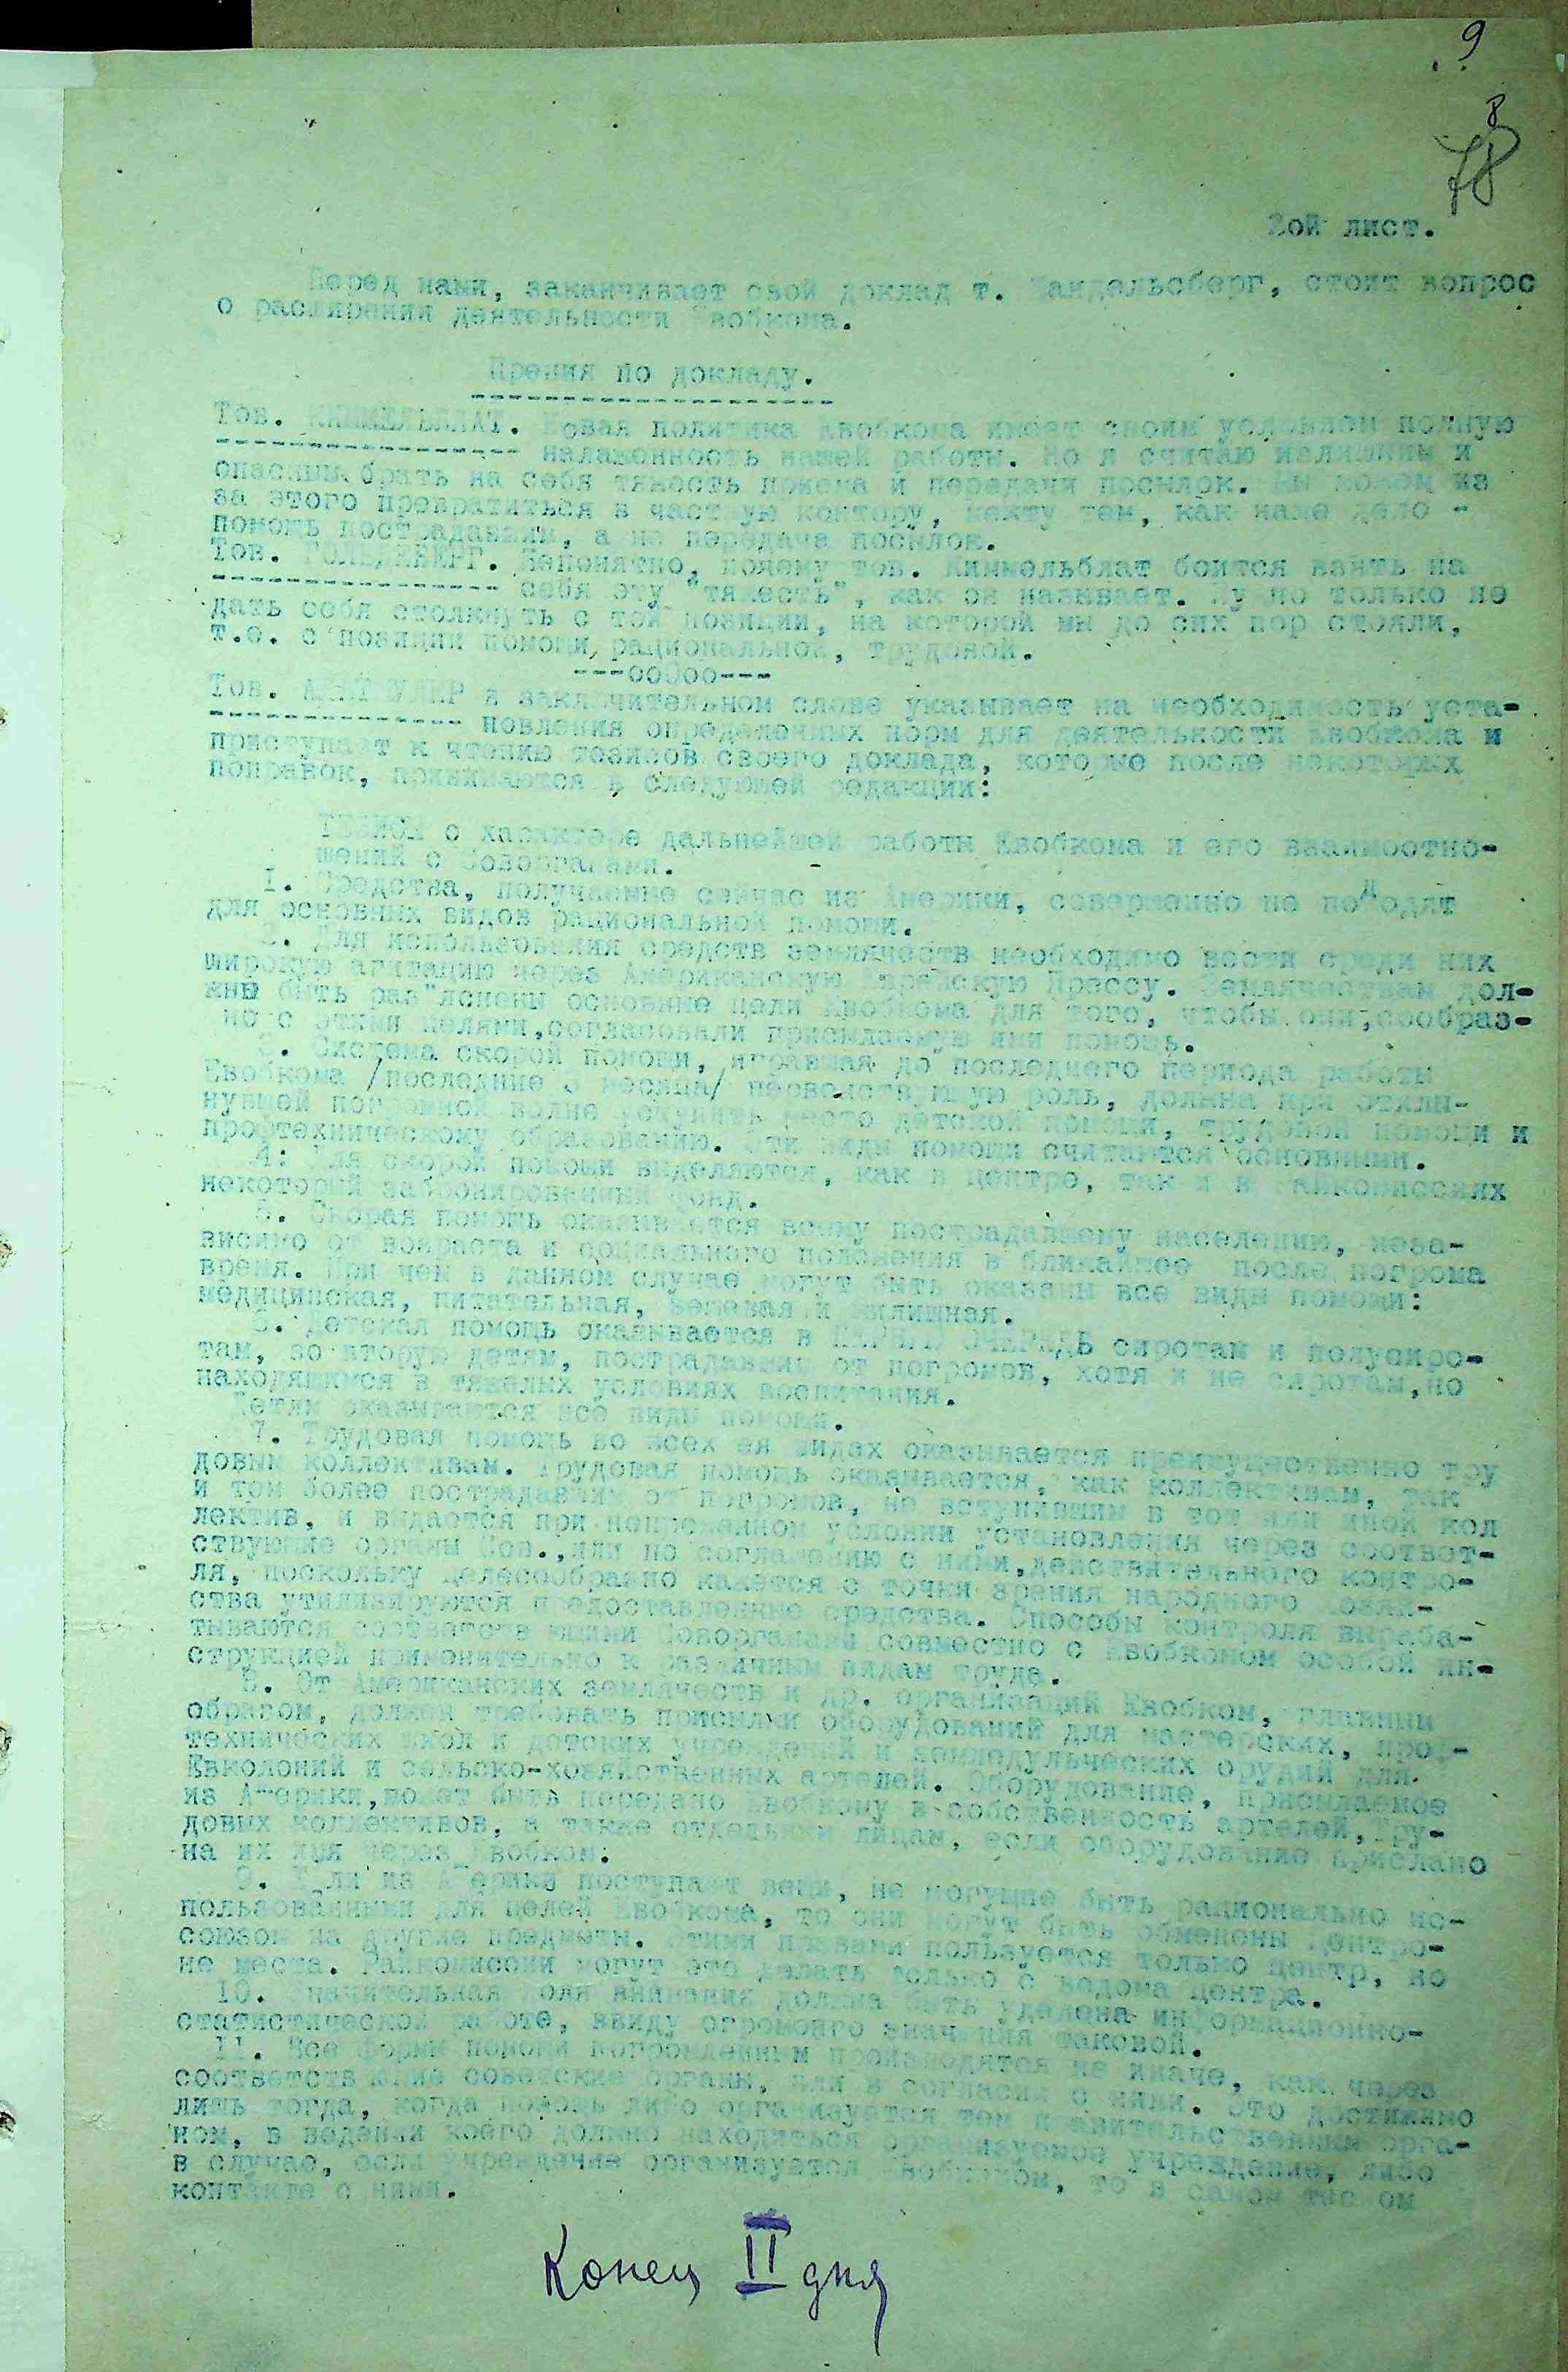 9
8
78
2ой лист.
Перед нами, заканчивает свой доклад т. Мандельсберг, стоит вопрос
о расширении деятельности Евобкома.
Прения по докладу.
Тов. КИММЕЛЬБЛАТ. Новая политика Евобкома имеет своим условием полную
налаженность нашей работы. Но я считаю излишним и
опасным брать на себя тяжесть приема и передачи посылок. Мы можем из
за этого превратиться в частную контору, между тем, как наше дело -
помощь пострадавшим, а не передача посылок.
Тов. ГОЛЬДБЕРГ. Непонятно, почему тов. Киммельблат боится взять на
себя эту "тяжесть", как он называет. Нужно только не
дать себя столкнуть с той позиции, на которой мы до сих пор стояли,
т.е. с позиции помощи, рациональной, трудовой.
---ооОоо---
Тов. АЛЬТШУЛЕР в заключительном слове указывает на необходимость уста-
новления определенных норм для деятельности Евобкома и
приступает к чтению тезисов своего доклада, которые после некоторых
поправок, принимаются в следующей редакции:
ТЕЗИСЫ о характере дальнейшей работы Евобкома и его взаимоотно-
шений с Соворганами.
1. Средства, получаемые сейчас из Америки, совершенно не подходят
для основных видов рациональной помощи.
2. Для использования средств землячеств необходимо вести среди них
широкую агитацию через Американскую Еврейскую Прессу. Землячествам дол-
жны быть раз"яснены основные цели Евобкома для того, чтобы они, сообраз-
но с этими целями, согласовали присылаемую ими помощь.
3. Система скорой помощи, игравшая до последнего периода работы
Евобкома /последние 3 месяца/ первенствующую роль, должна при отхлы-
нувшей погромной волне уступить место детской помощи, трудовой помощи и
профтехническому образованию. Эти виды помощи считаются основными.
4. Для скорой помощи выделяются, как в центре, так и в Райкомиссиях
некоторый забронированный фонд.
5. Скорая помощь оказывается всему пострадавшему населению, неза-
висимо от возраста и социального положения в ближайшее после погрома
время. При чем в данном случае могут быть оказаны все виды помощи:
медицинская, питательная, вещевая и жилищная.
6. Детская помощь оказывается в ПЕРВУЮ ОЧЕРЕДЬ сиротам и полусиро-
там, во вторую детям, пострадавшим от погромов, хотя и не сиротам, но
находящимся в тяжелых условиях воспитания.
Детям оказываются все виды помощи.
7. Трудовая помощь во всех ея видах оказывается преимущественно тру
довым коллективам. Трудовая помощь оказывается, как коллективам, так
и тем более пострадавшим от погромов, не вступившим в тот или иной кол
лектив, и выдается при непременном условии установления через соответ-
ствующие органы Сов., или по соглашению с ними, действительного контро-
ля, поскольку целесообразно кажется с точки зрения народного хозяй-
ства утилизируются предоставленные средства. Способы контроля выраба-
тываются соответствующими Соворганами совместно с Евобкомом особой ин-
струкцией применительно к различным видам труда.
8. От Американских землячеств и др. организаций Евобком, главным
образом, должен требовать присылки оборудований для мастерских, проф-
технических школ и детских учреждений и земледульческих орудий для
Евколоний и сельско-хозяйственных артелей. Оборудование, присылаемое
из Америки, может быть передано Евобкому в собственность артелей, тру-
довых коллективов, а также отдельным лицам, если оборудование прислано
на их имя через Евобком.
9. Если из Америки поступает вещи, не могущие быть рационально ис-
пользованными для целей Евобкома, то они могут быть обменены Центро-
союзом на другие предметы. Этими правами пользуется только центр, но
не места. Райкомиссии могут это делать только с ведома центра.
10. Значительная доля внимания должна быть уделена информационно-
статистической работе, ввиду огромного значения таковой.
11. Все формы помощи погромленным производятся не иначе, как через
соответствующие советские органы, или в согласии с ними. Это достижимо
лишь тогда, когда помощь либо организуется тем правительственным орга-
ном, в ведении коего должно находиться организуемое учреждение, либо
в случае, если учреждение организуется Евобкомом, то в самом тесном
контакте с ними.
Конец II дня